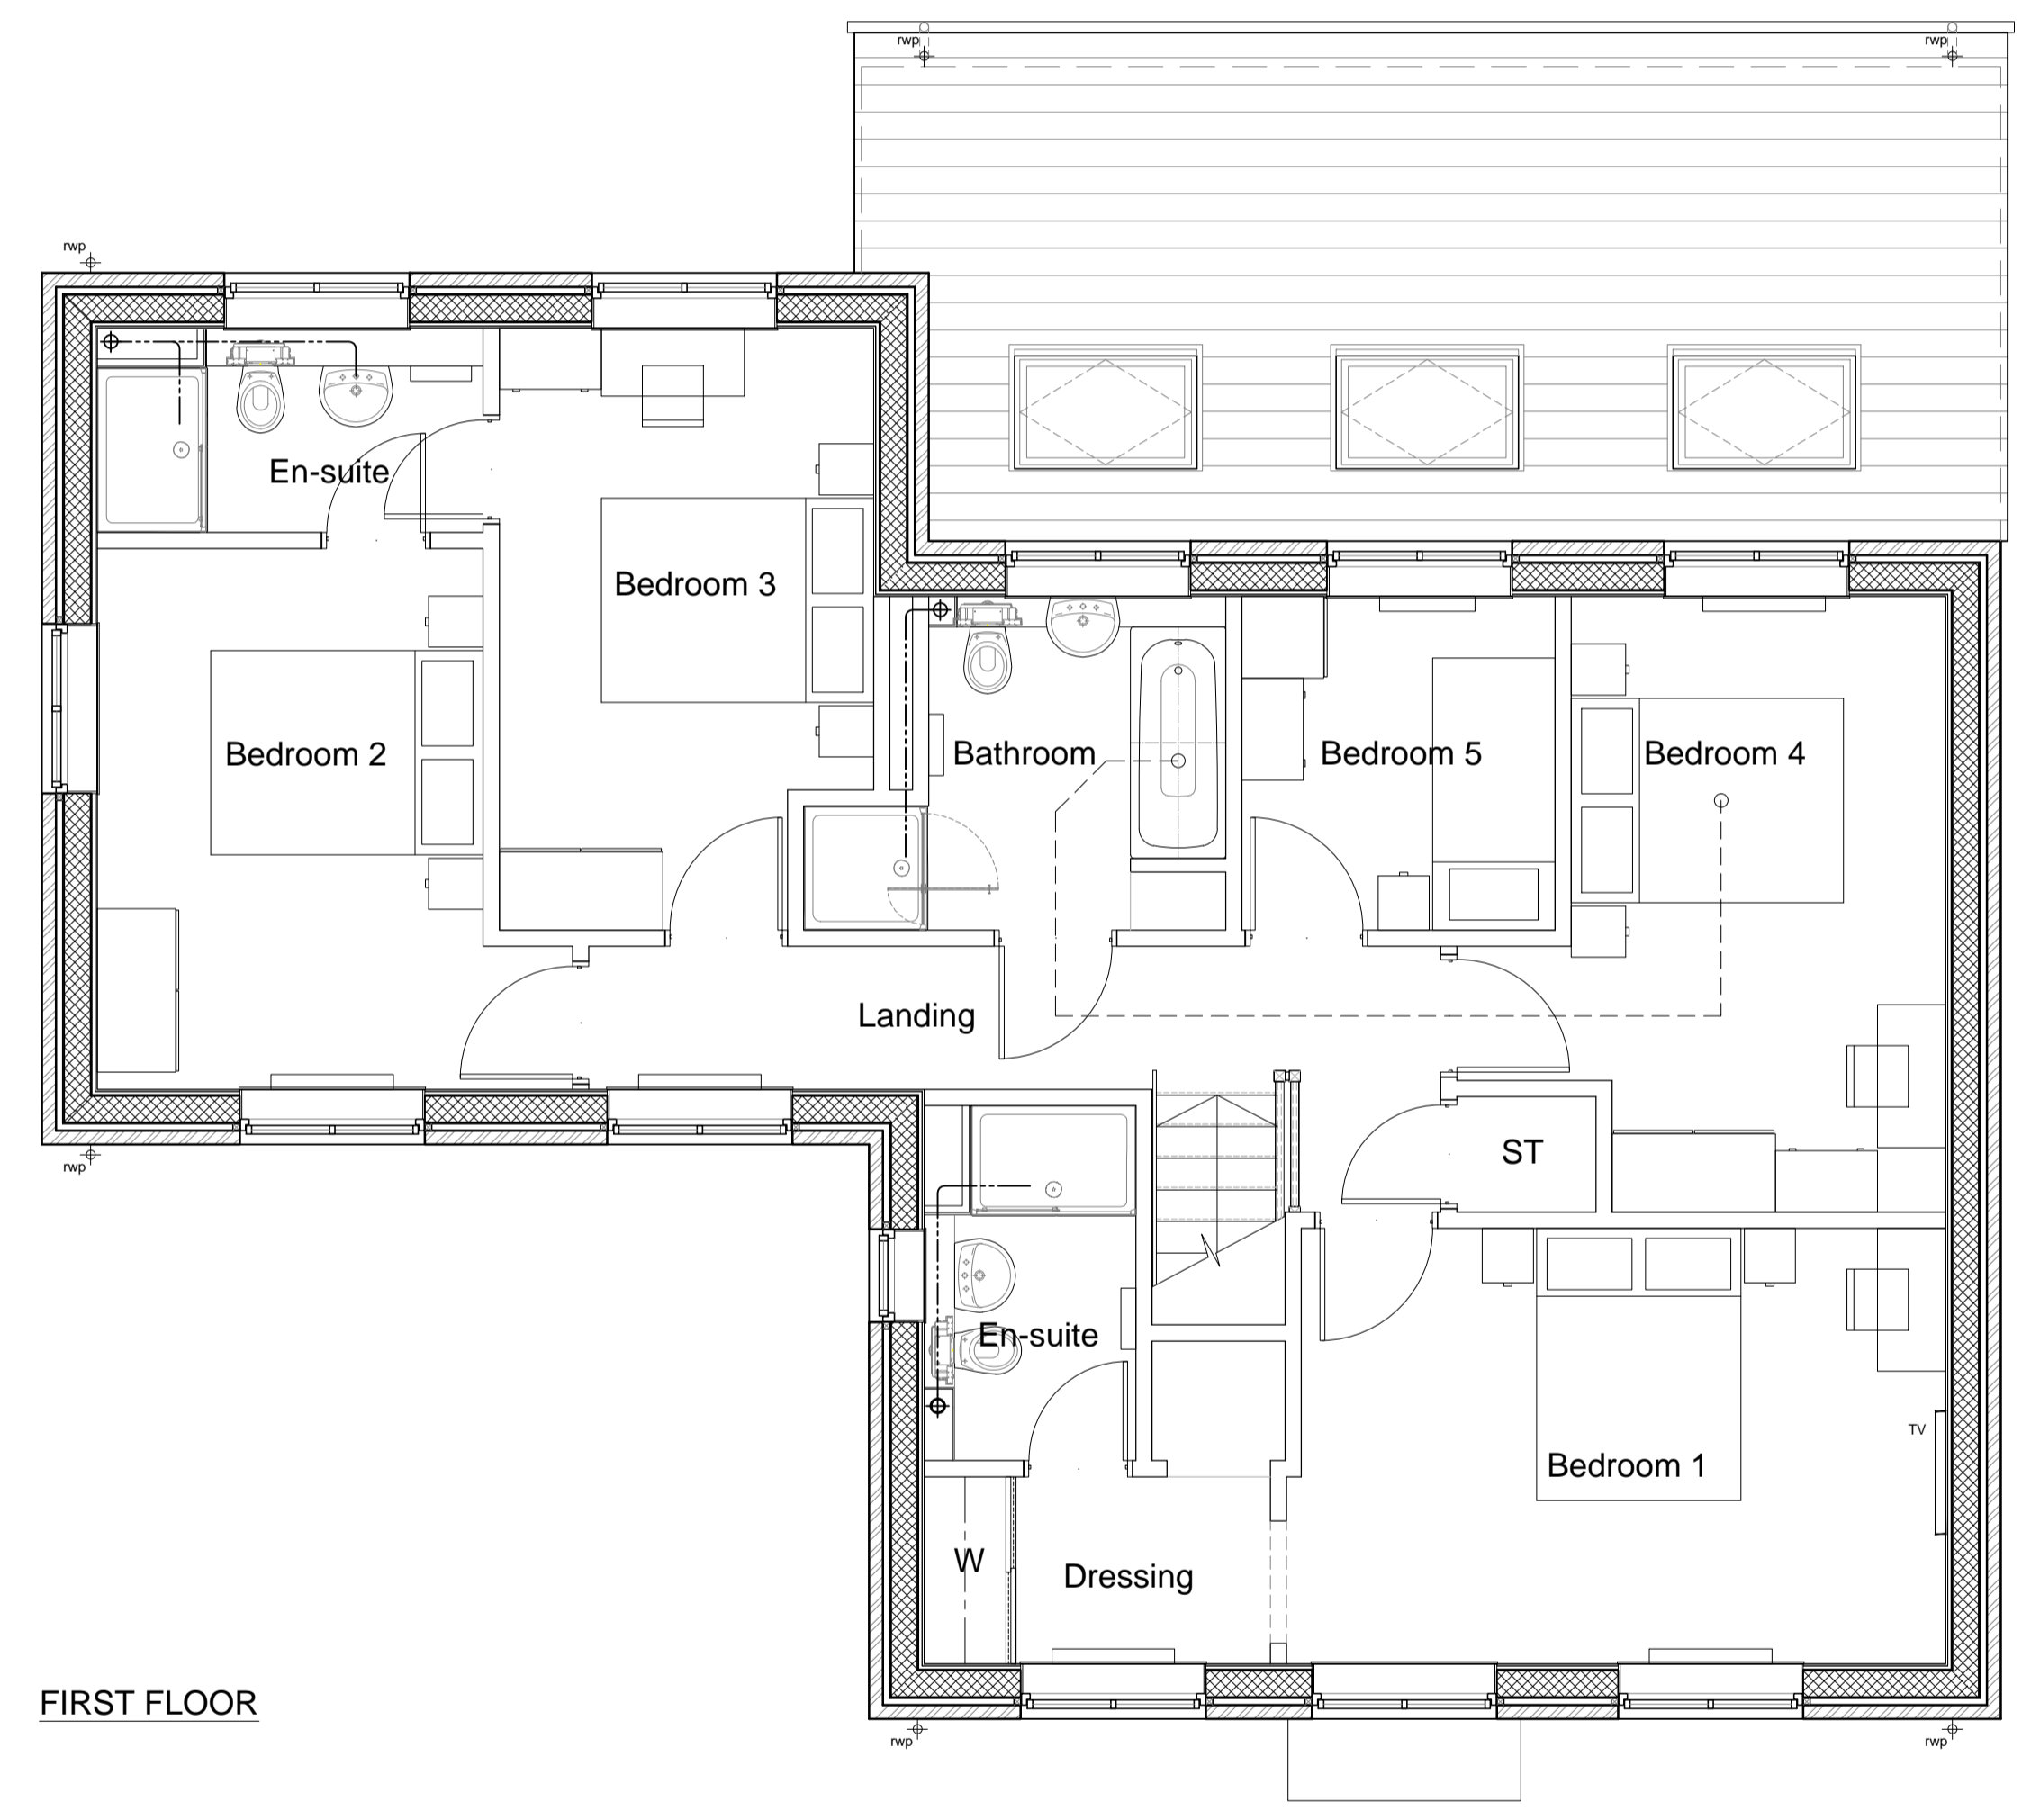 rwp
rwp
rwp
En-suite
Bedroom 3
Bedroom 2
Bathroom
Bedroom 5
Bedroom 4
Landing
ST
rwp
En-suite
TV
Bedroom 1
W
Dressing
FIRST FLOOR
rwp
rwp